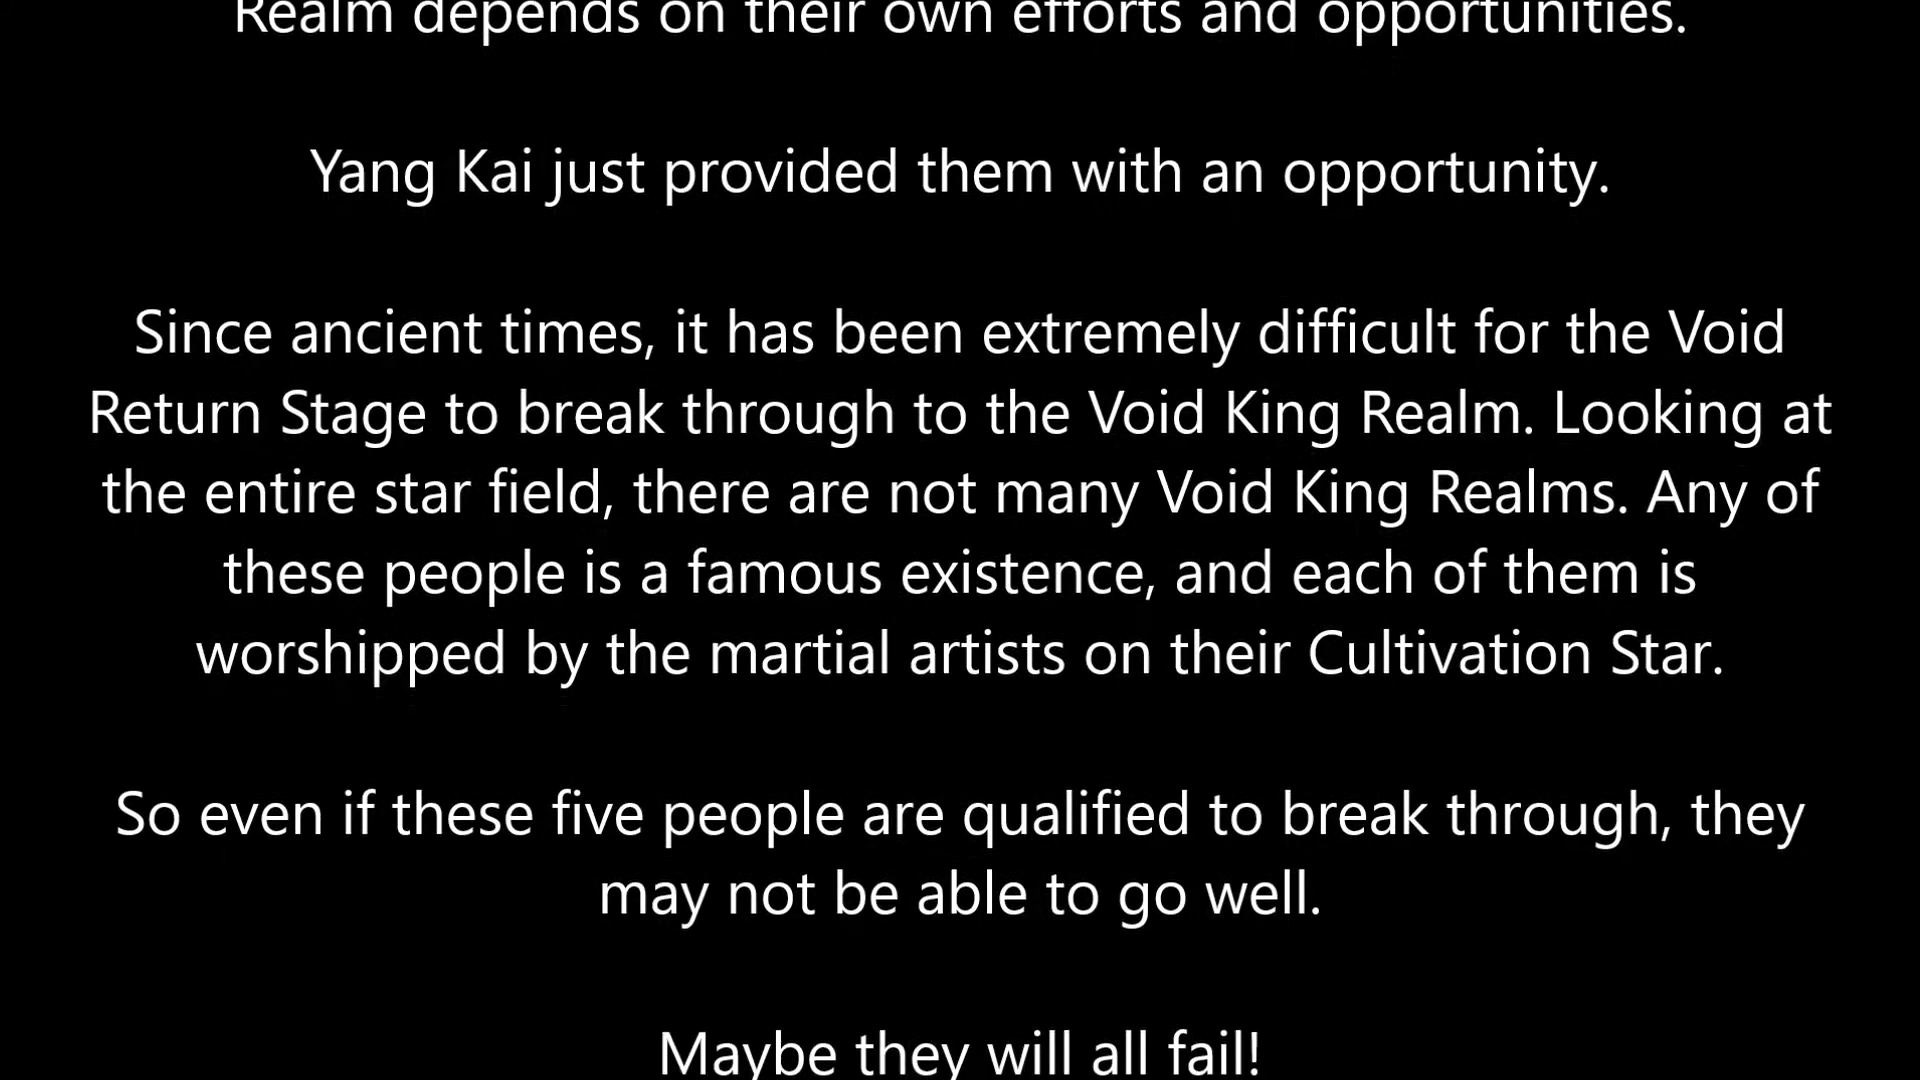 Realm depends on their own efforts and opportunities.
Yang Kai just provided them with an opportunity.
Since ancient times, it has been extremely difficult for the Void
Return Stage to break through to the Void King Realm. Looking at
the entire star field, there are not many Void King Realms. Any of
these people is a famous existence, and each of them is
worshipped by the martial artists on their Cultivation Star.
So even if these five people are qualified to break through, they
may not be able to go well.
Maybe they will all fail!